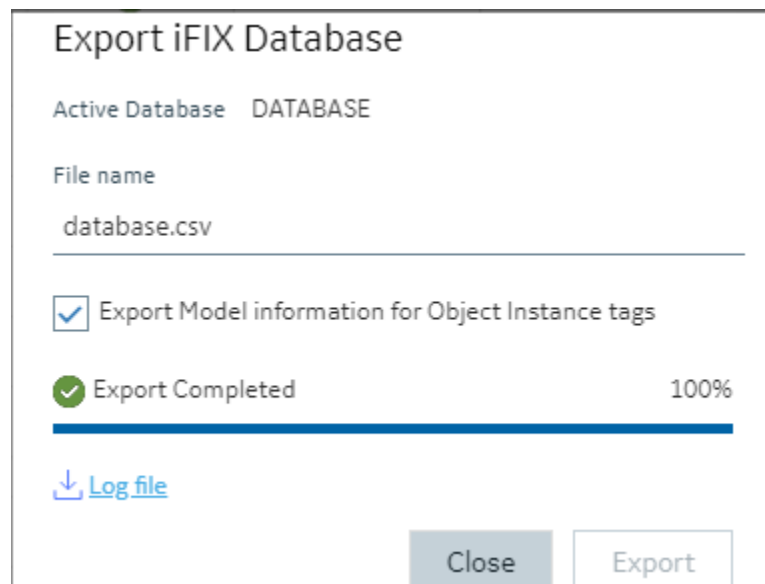 Export iFIX Database
Active Database DATABASE
File name
database.csv
Export Model information for Object Instance tags
Export Completed 100%
Log file
Close Export